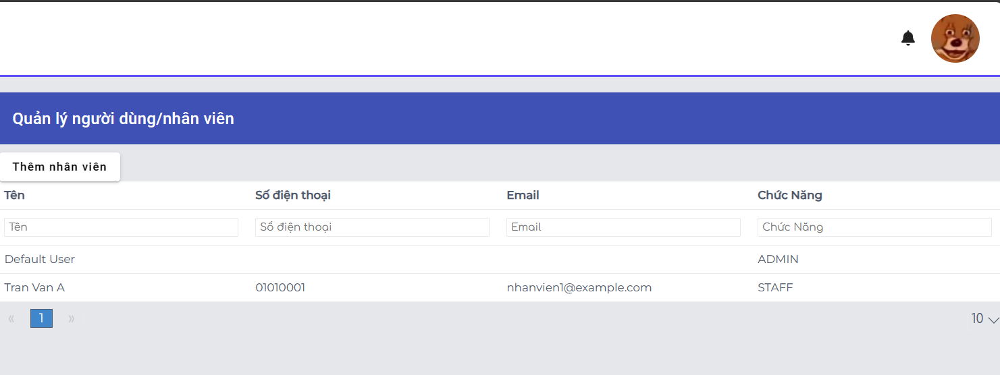 Quản lý người dùng/nhân viên
Thêm nhân viên
Tên Số điện thoại Email Chức Năng
Tên Số điện thoại Email Chức Năng
Default User ADMIN
Tran Van A 01010001 nhanvien1@example.com STAFF
« 1 » 10